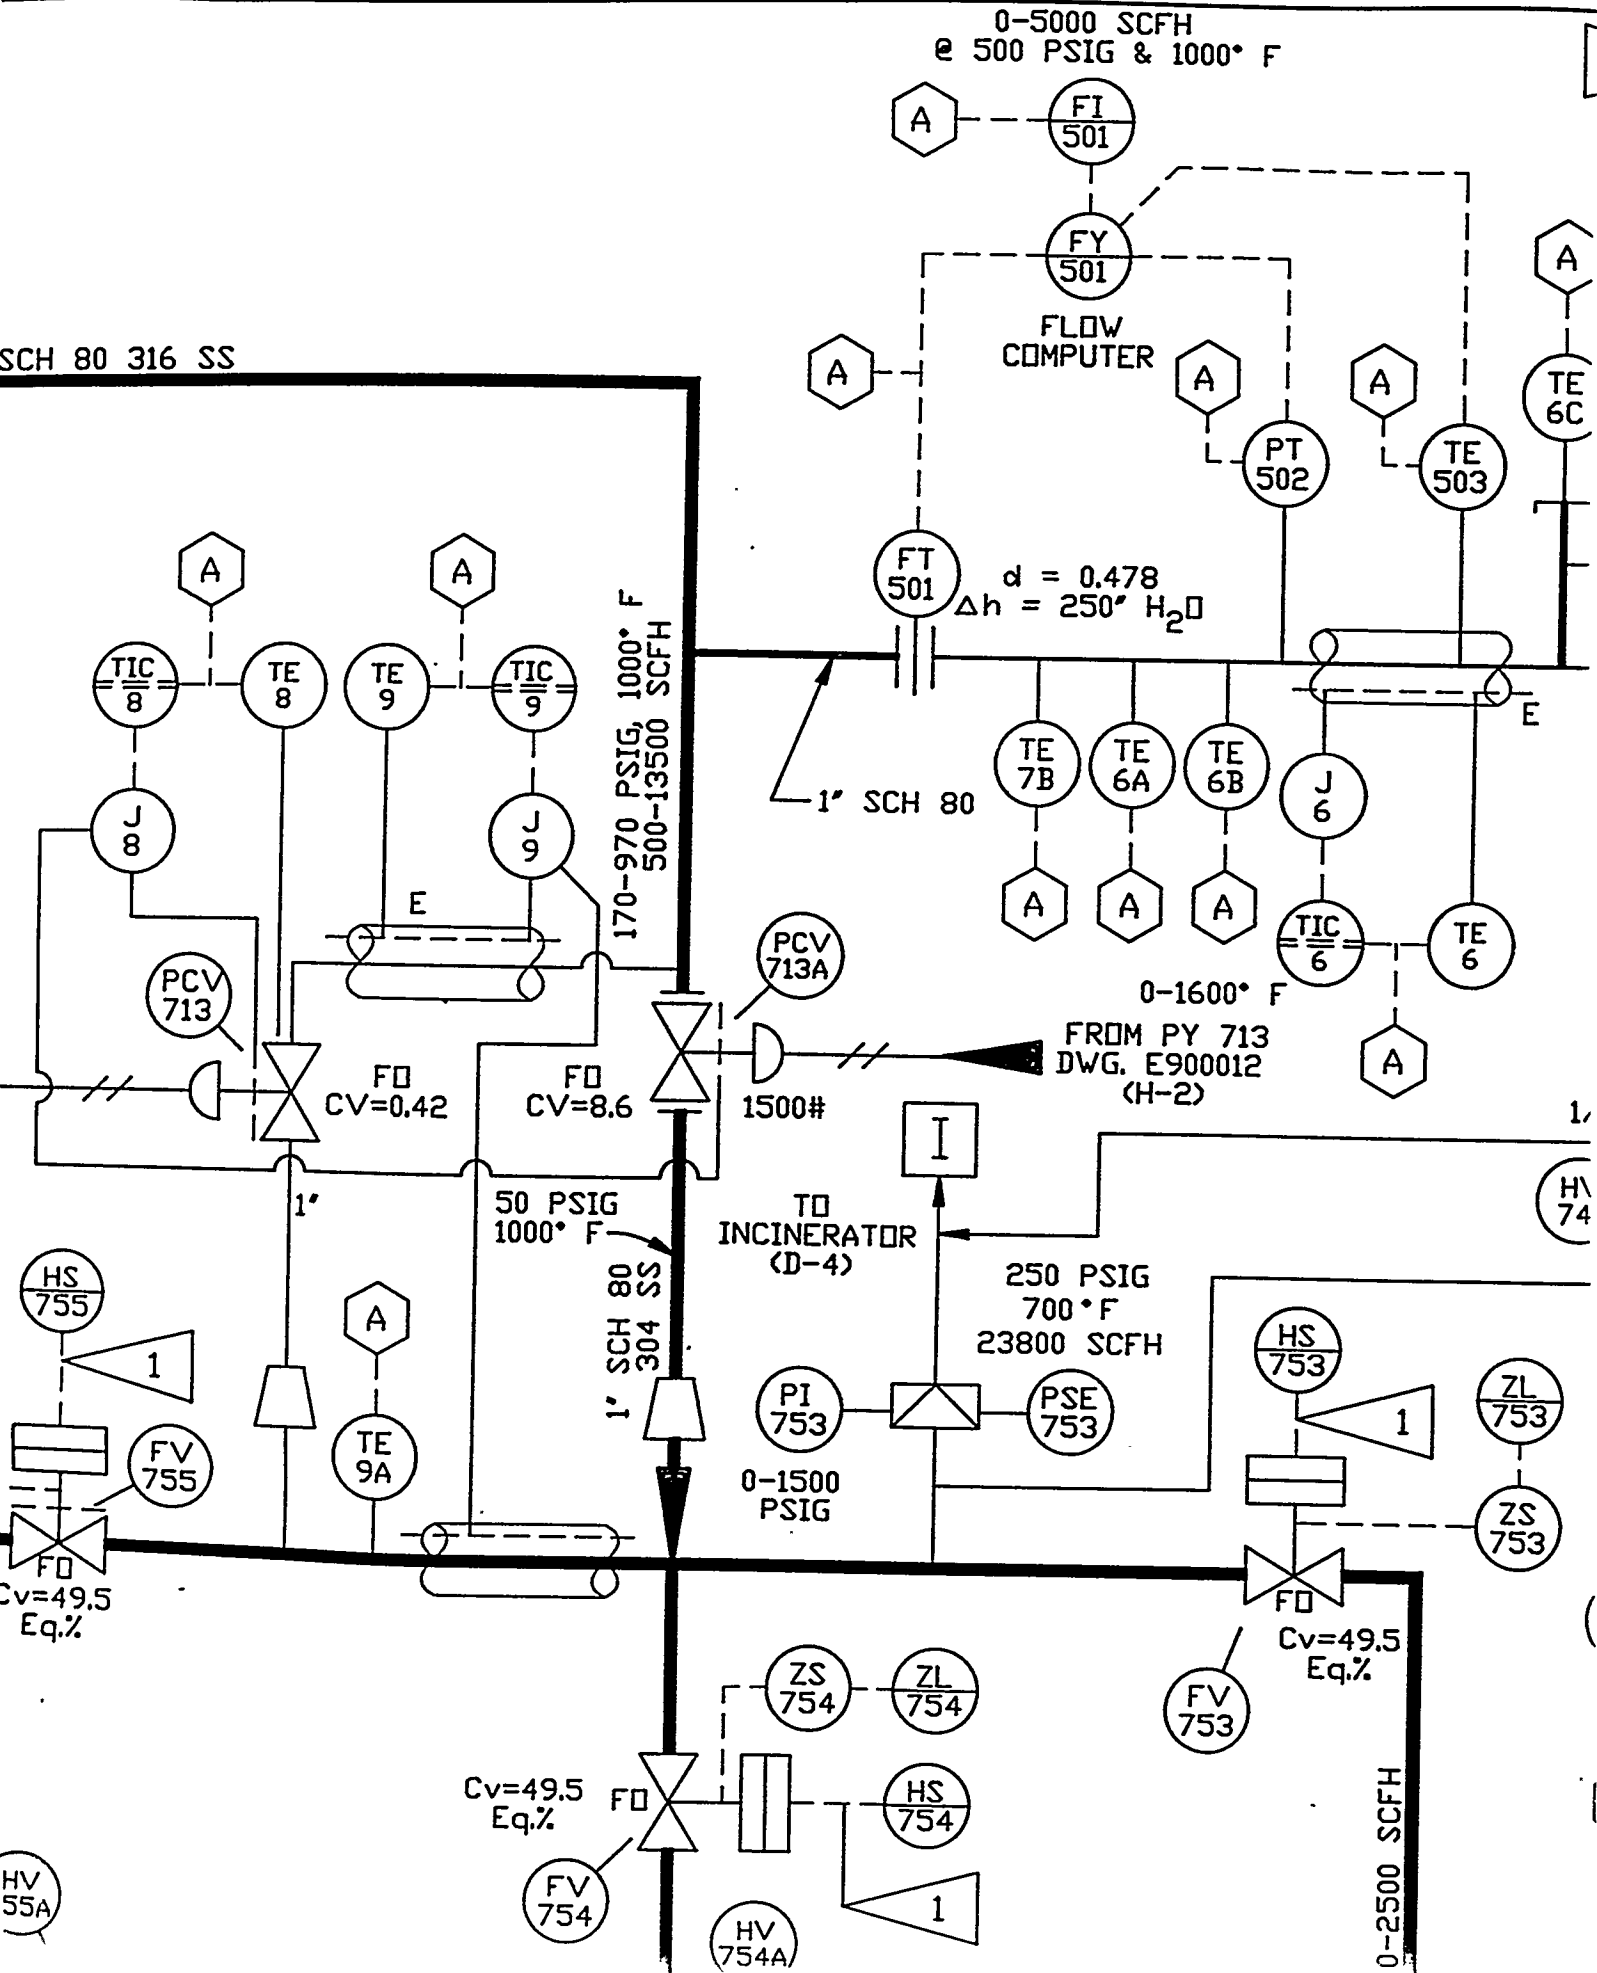 0-5000 SCFH
@ 500 PSIG & 1000° F
A
FI
501
FY
501
FLOW
COMPUTER
A
A
A
A
TE
6C
SCH 80 316 SS
PT
502
TE
503
FT
501
d = 0.478
Δh = 250" H2O
A
A
TIC
8
TE
8
TE
9
TIC
9
170-970 PSIG, 1000° F
500-13500 SCFH
E
1" SCH 80
TE
7B
TE
6A
TE
6B
J
6
J
8
J
9
A
A
A
TIC
6
TE
6
E
PCV
713
PCV
713A
0-1600° F
A
FROM PY 713
DWG. E900012
(H-2)
FO
CV=0.42
FO
CV=8.6
1500#
I
1"
50 PSIG
1000° F
TO
INCINERATOR
(D-4)
250 PSIG
700°F
23800 SCFH
HS
755
1
A
1" SCH 80
304 SS
HS
753
1
ZL
753
PI
753
PSE
753
0-1500
PSIG
FV
755
TE
9A
ZS
753
FO
Cv=49.5
Eq.%
FO
Cv=49.5
Eq.%
FV
753
ZS
754
ZL
754
Cv=49.5
Eq.%
FO
HS
754
1
FV
754
HV
754A
HV
55A
0-2500 SCFH